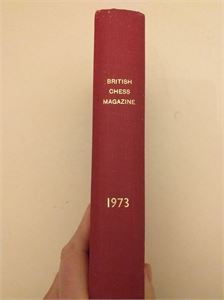 BRITISH
CHESS
MAGAZINE
1973